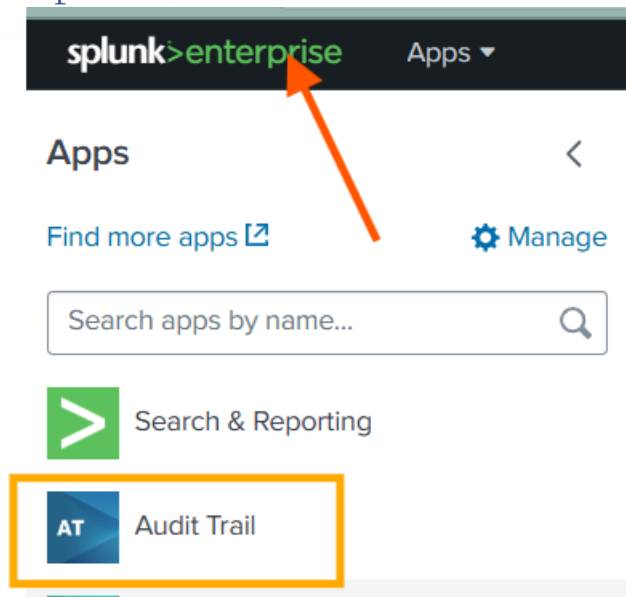 splunk>enterprise Apps
Apps
Find more apps Manage
Search apps by name...
> Search & Reporting
AT Audit Trail